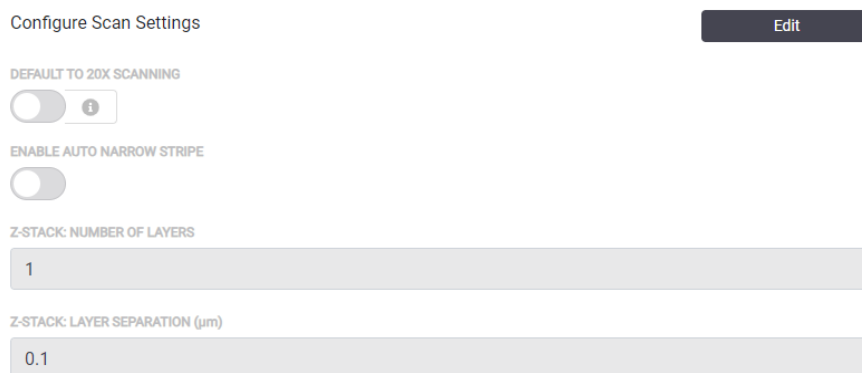 Configure Scan Settings
Edit
DEFAULT TO 20X SCANNING
ENABLE AUTO NARROW STRIPE
Z-STACK: NUMBER OF LAYERS
1
Z-STACK: LAYER SEPARATION (μm)
0.1